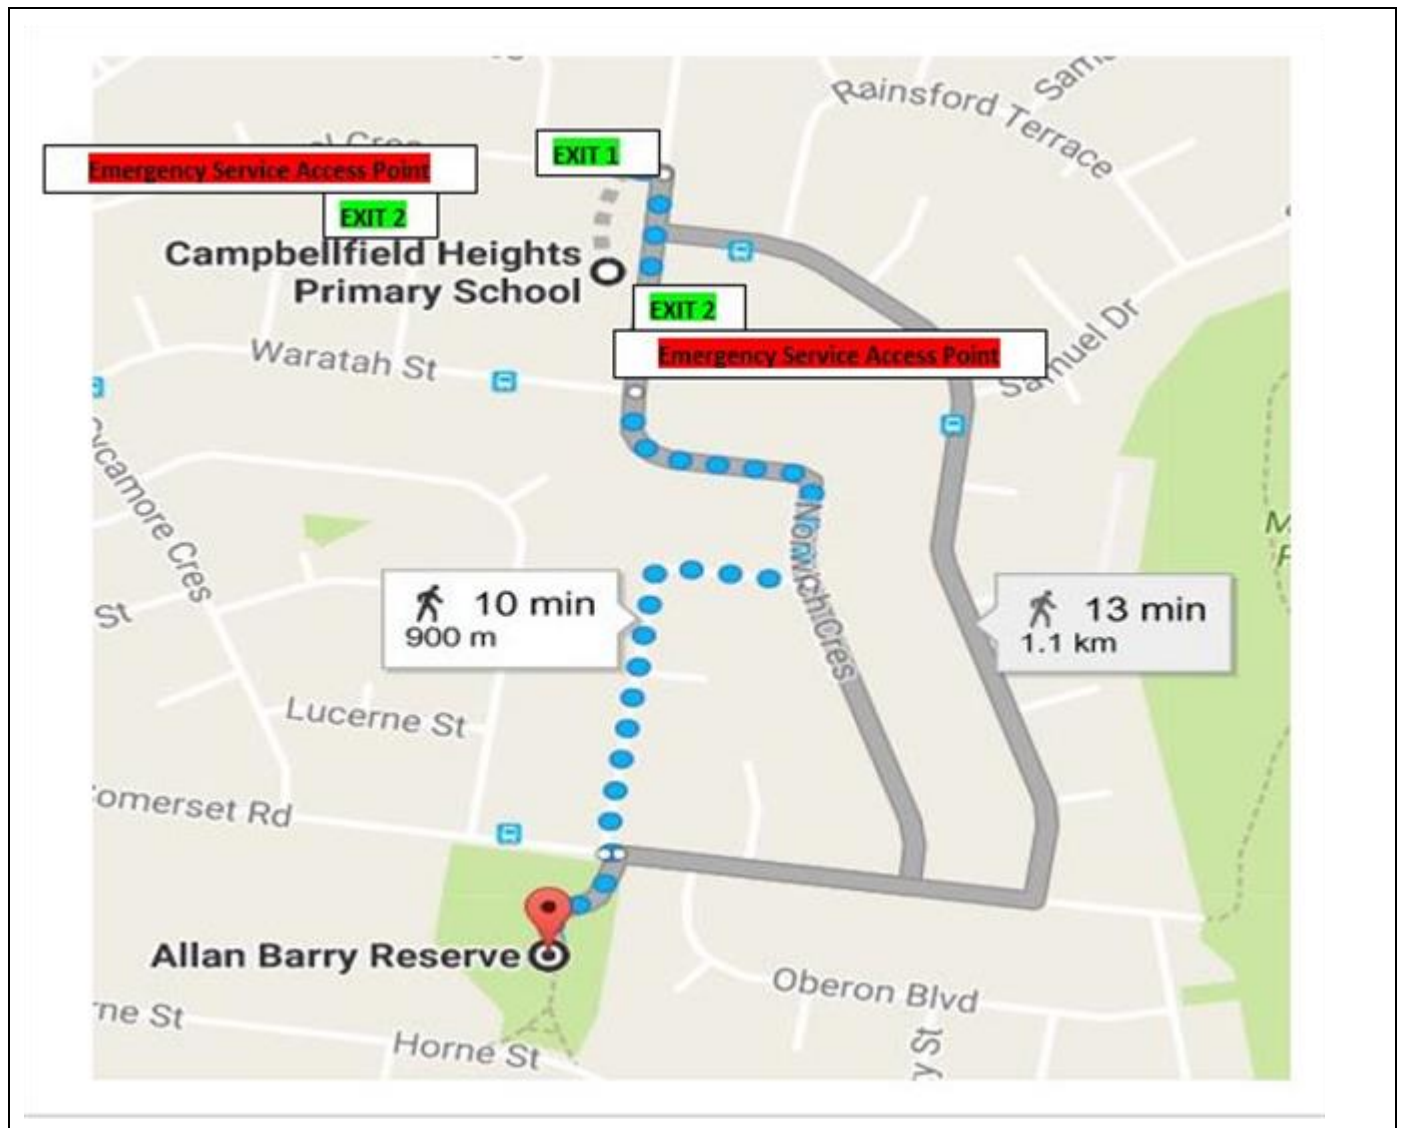 Rainsford Terrace
EXIT 1
Emergency Service Access Point
EXIT 2
Campbellfield Heights
Primary School
EXIT 2
Emergency Service Access Point
Samuel Dr
Waratah St
Norwich Cres
10 min
900 m
13 min
1.1 km
St
Lucerne St
Allan Barry Reserve
Oberon Blvd
Horne St